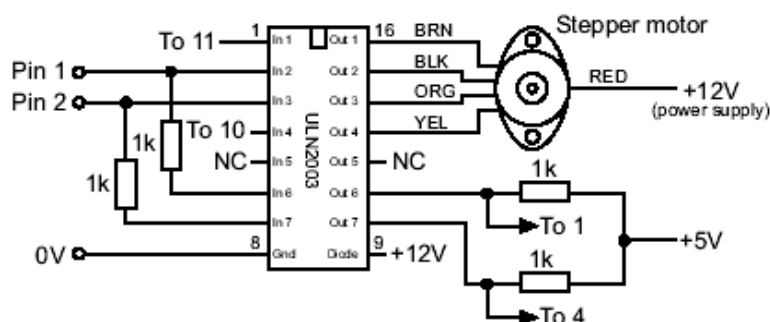 Stepper motor
1
16
BRN
To 11
In 1
Out 1
Pin 1
In 2
Out 2
BLK
RED
+12V
(power supply)
Pin 2
In 3
Out 3
ORG
1k
To 10
In 4
Out 4
YEL
ULN2003
1k
NC
In 5
Out 5
NC
In 6
Out 6
1k
To 1
In 7
Out 7
+5V
0V
8
Gnd
Diode
9
+12V
1k
To 4